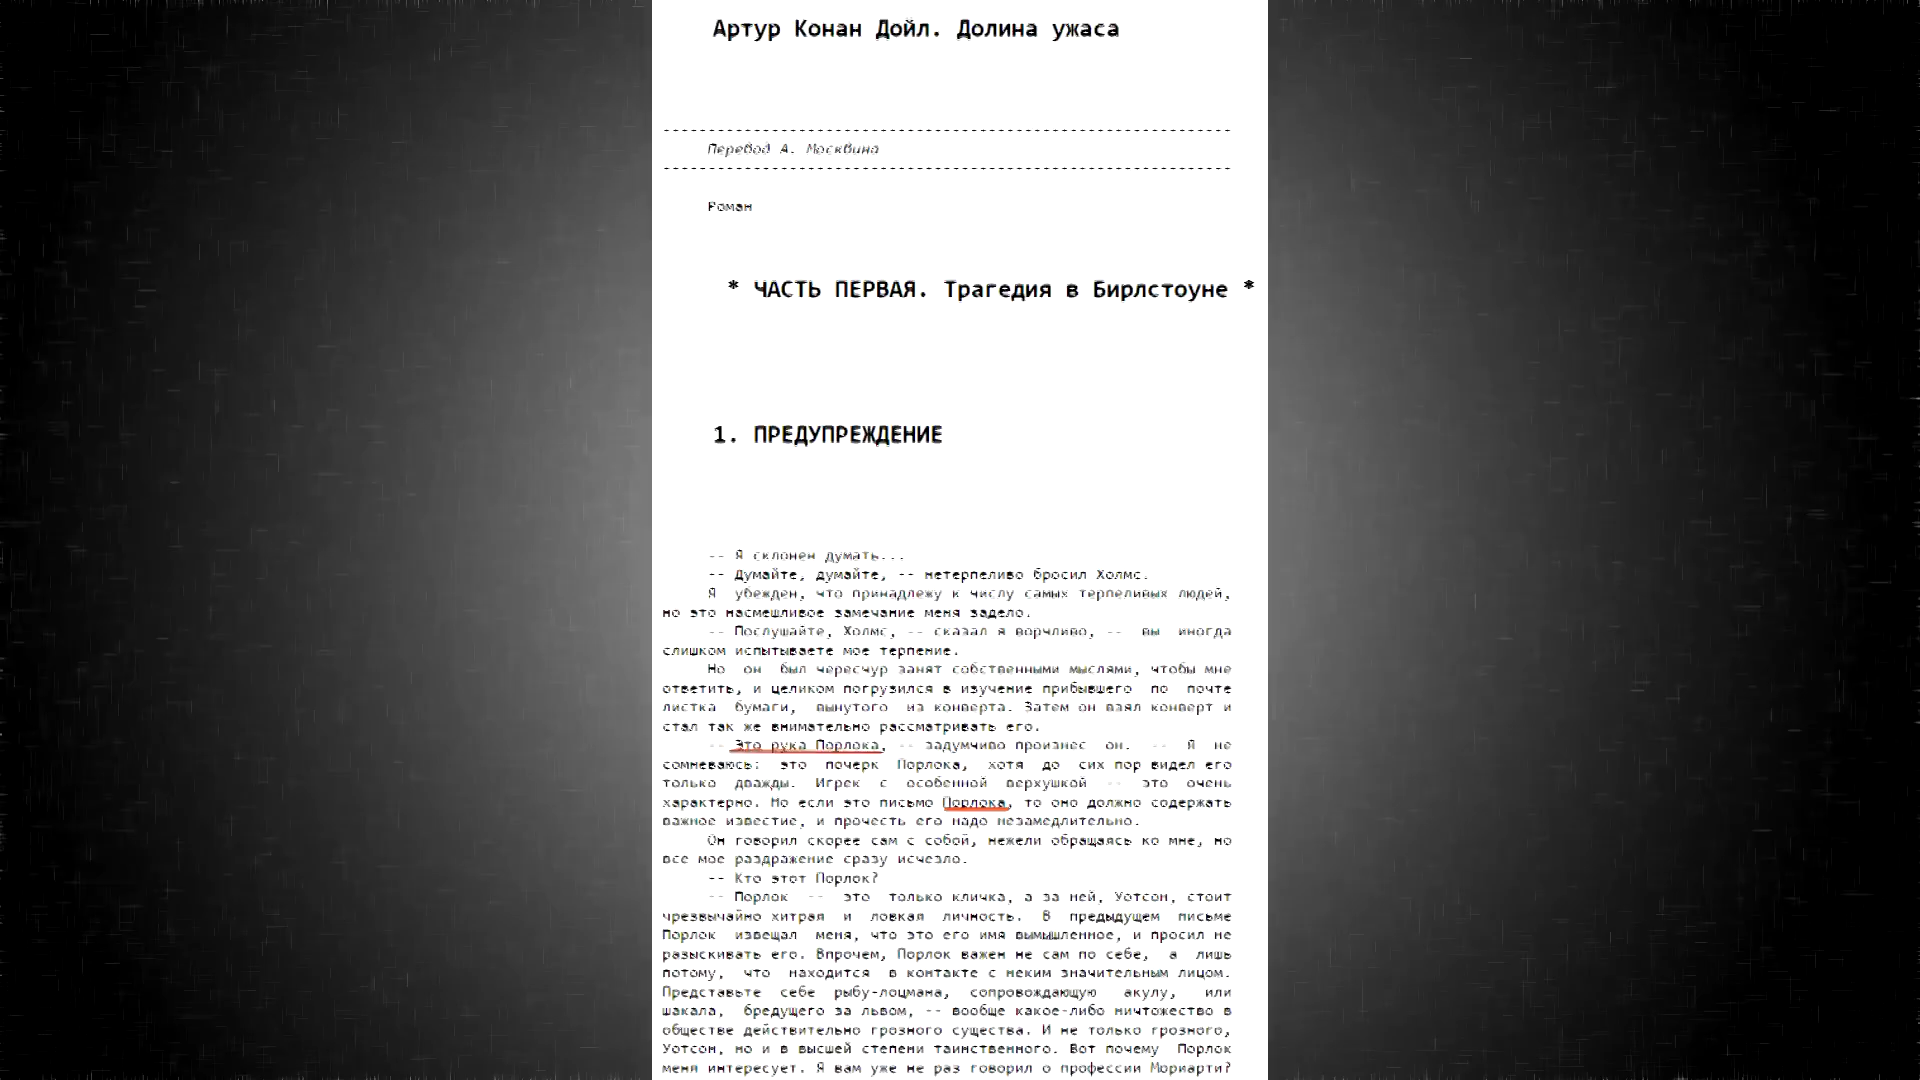 Артур Конан Дойл. Долина ужаса
---------------------------------------------------------------
Перевод А. Москвина
---------------------------------------------------------------
Роман
* ЧАСТЬ ПЕРВАЯ. Трагедия в Бирлстоуне *
1. ПРЕДУПРЕЖДЕНИЕ
-- Я склонен думать...
-- Думайте, думайте, -- нетерпеливо бросил Холмс.
Я убежден, что принадлежу к числу самых терпеливых людей,
но это насмешливое замечание меня задело.
-- Послушайте, Холмс, -- сказал я ворчливо, -- вы иногда
слишком испытываете мое терпение.
Но он был чересчур занят собственными мыслями, чтобы мне
ответить, и целиком погрузился в изучение прибывшего по почте
листка бумаги, вынутого из конверта. Затем он взял конверт и
стал так же внимательно рассматривать его.
-- Это рука Порлока, -- задумчиво произнес он. -- Я не
сомневаюсь: это почерк Порлока, хотя до сих пор видел его
только дважды. Игрек с особенной верхушкой -- это очень
характерно. Но если это письмо Порлока, то оно должно содержать
важное известие, и прочесть его надо незамедлительно.
Он говорил скорее сам с собой, нежели обращаясь ко мне, но
все мое раздражение сразу исчезло.
-- Кто этот Порлок?
-- Порлок -- это только кличка, а за ней, Уотсон, стоит
чрезвычайно хитрая и ловкая личность. В предыдущем письме
Порлок извещал меня, что это его имя вымышленное, и просил не
разыскивать его. Впрочем, Порлок важен не сам по себе, а лишь
потому, что находится в контакте с неким значительным лицом.
Представьте себе рыбу-лоцмана, сопровождающую акулу, или
шакала, бредущего за львом, -- вообще какое-либо ничтожество в
обществе действительно грозного существа. И не только грозного,
Уотсон, но и в высшей степени таинственного. Вот почему Порлок
меня интересует. Я вам уже не раз говорил о профессии Мориарти?